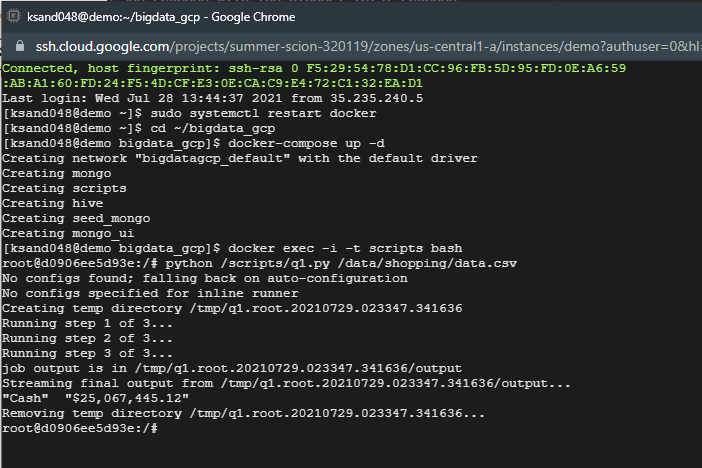 ksand048@demo:~/bigdata_gcp - Google Chrome
ssh.cloud.google.com/projects/summer-scion-320119/zones/us-central1-a/instances/demo?authuser=0&hl=
Connected, host fingerprint: ssh-rsa 0 F5:29:54:78:D1:CC:96:FB:5D:95:FD:0E:A6:59
:AB:A1:60:FD:24:F5:4D:CF:E3:0E:CA:C9:E4:72:C1:32:EA:D1
Last login: Wed Jul 28 13:44:37 2021 from 35.235.240.5
[ksand048@demo ~]$ sudo systemctl restart docker
[ksand048@demo ~]$ cd ~/bigdata_gcp
[ksand048@demo bigdata_gcp]$ docker-compose up -d
Creating network "bigdatagcp_default" with the default driver
Creating mongo
Creating scripts
Creating hive
Creating seed_mongo
Creating mongo_ui
[ksand048@demo bigdata_gcp]$ docker exec -i -t scripts bash
root@d0906ee5d93e:/# python /scripts/q1.py /data/shopping/data.csv
No configs found; falling back on auto-configuration
No configs specified for inline runner
Creating temp directory /tmp/q1.root.20210729.023347.341636
Running step 1 of 3...
Running step 2 of 3...
Running step 3 of 3...
job output is in /tmp/q1.root.20210729.023347.341636/output
Streaming final output from /tmp/q1.root.20210729.023347.341636/output...
"Cash"  "$25,067,445.12"
Removing temp directory /tmp/q1.root.20210729.023347.341636...
root@d0906ee5d93e:/#